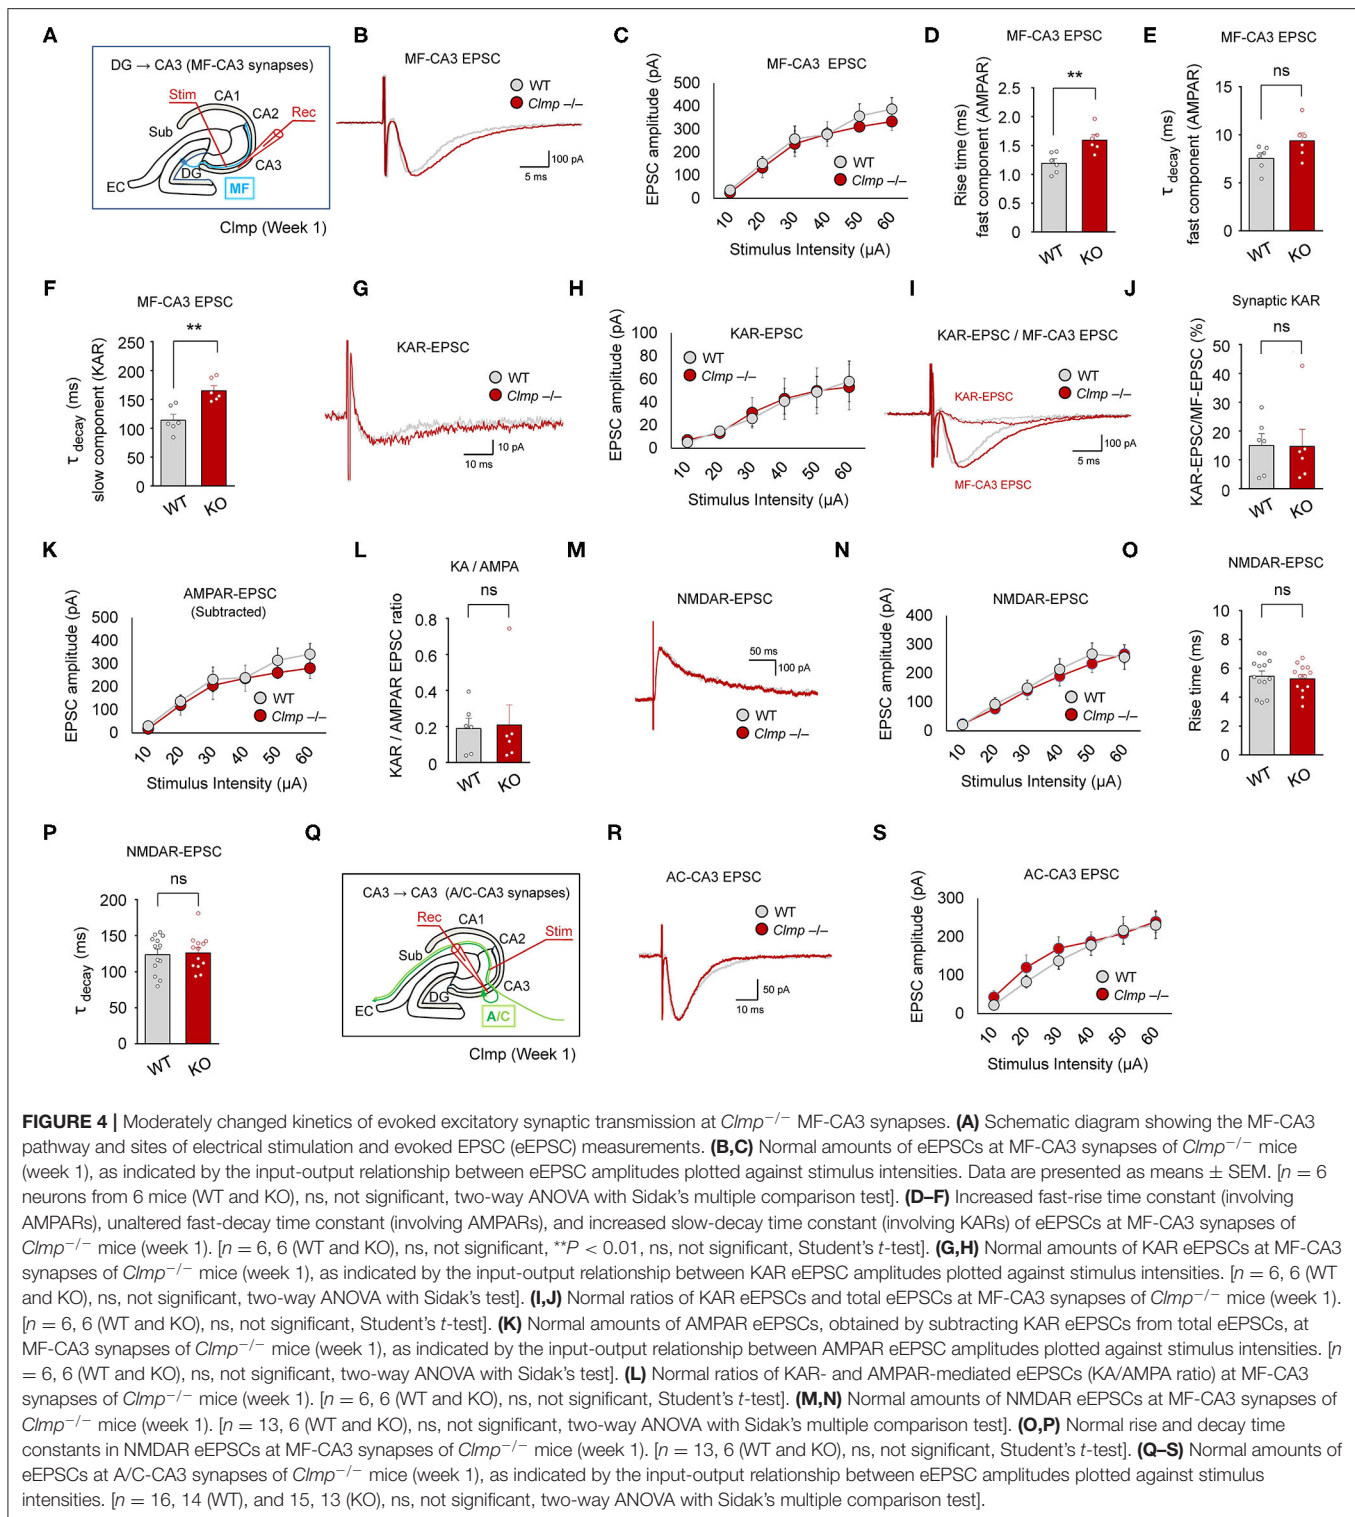 A
DG → CA3 (MF-CA3 synapses)
CA1
Stim
CA2
Rec
Sub
CA3
DG
EC
MF
Clmp (Week 1)
B
MF-CA3 EPSC
WT
Clmp –/–
100 pA
5 ms
C
MF-CA3 EPSC
EPSC amplitude (pA)
500
400
300
200
100
0
WT
Clmp –/–
10 20 30 40 50 60
Stimulus Intensity (µA)
D
MF-CA3 EPSC
**
Rise time (ms)
fast component (AMPAR)
2.5
2.0
1.5
1.0
0.5
0
WT KO
E
MF-CA3 EPSC
ns
τ decay (ms)
fast component (AMPAR)
15
10
5
0
WT KO
F
MF-CA3 EPSC
**
τ decay (ms)
slow component (KAR)
250
200
150
100
50
0
WT KO
G
KAR-EPSC
WT
Clmp –/–
10 pA
10 ms
H
KAR-EPSC
EPSC amplitude (pA)
100
80
60
40
20
0
WT
Clmp –/–
10 20 30 40 50 60
Stimulus Intensity (µA)
I
KAR-EPSC / MF-CA3 EPSC
WT
Clmp –/–
KAR-EPSC
100 pA
5 ms
MF-CA3 EPSC
J
Synaptic KAR
ns
KAR-EPSC/MF-EPSC (%)
50
40
30
20
10
0
WT KO
K
AMPAR-EPSC
(Subtracted)
EPSC amplitude (pA)
500
400
300
200
100
0
WT
Clmp –/–
10 20 30 40 50 60
Stimulus Intensity (µA)
L
KA / AMPA
ns
KAR / AMPAR EPSC ratio
0.8
0.6
0.4
0.2
0
WT KO
M
NMDAR-EPSC
50 ms
100 pA
WT
Clmp –/–
N
NMDAR-EPSC
EPSC amplitude (pA)
400
300
200
100
0
WT
Clmp –/–
10 20 30 40 50 60
Stimulus Intensity (µA)
O
NMDAR-EPSC
ns
Rise time (ms)
10
8
6
4
2
0
WT KO
P
NMDAR-EPSC
ns
τ decay (ms)
200
150
100
50
0
WT KO
Q
CA3 → CA3 (A/C-CA3 synapses)
Rec
CA1
Stim
CA2
Sub
CA3
DG
EC
A/C
Clmp (Week 1)
R
AC-CA3 EPSC
WT
Clmp –/–
50 pA
10 ms
S
AC-CA3 EPSC
EPSC amplitude (pA)
300
200
100
0
WT
Clmp –/–
10 20 30 40 50 60
Stimulus Intensity (µA)
FIGURE 4 | Moderately changed kinetics of evoked excitatory synaptic transmission at Clmp−/− MF-CA3 synapses. (A) Schematic diagram showing the MF-CA3
pathway and sites of electrical stimulation and evoked EPSC (eEPSC) measurements. (B,C) Normal amounts of eEPSCs at MF-CA3 synapses of Clmp−/− mice
(week 1), as indicated by the input-output relationship between eEPSC amplitudes plotted against stimulus intensities. Data are presented as means ± SEM. [n = 6
neurons from 6 mice (WT and KO), ns, not significant, two-way ANOVA with Sidak's multiple comparison test]. (D–F) Increased fast-rise time constant (involving
AMPARs), unaltered fast-decay time constant (involving AMPARs), and increased slow-decay time constant (involving KARs) of eEPSCs at MF-CA3 synapses of
Clmp−/− mice (week 1). [n = 6, 6 (WT and KO), ns, not significant, **P < 0.01, ns, not significant, Student's t-test]. (G,H) Normal amounts of KAR eEPSCs at MF-CA3
synapses of Clmp−/− mice (week 1), as indicated by the input-output relationship between KAR eEPSC amplitudes plotted against stimulus intensities. [n = 6, 6 (WT
and KO), ns, not significant, two-way ANOVA with Sidak's test]. (I,J) Normal ratios of KAR eEPSCs and total eEPSCs at MF-CA3 synapses of Clmp−/− mice (week 1).
[n = 6, 6 (WT and KO), ns, not significant, Student's t-test]. (K) Normal amounts of AMPAR eEPSCs, obtained by subtracting KAR eEPSCs from total eEPSCs, at
MF-CA3 synapses of Clmp−/− mice (week 1), as indicated by the input-output relationship between AMPAR eEPSC amplitudes plotted against stimulus intensities. [n
= 6, 6 (WT and KO), ns, not significant, two-way ANOVA with Sidak's test]. (L) Normal ratios of KAR- and AMPAR-mediated eEPSCs (KA/AMPA ratio) at MF-CA3
synapses of Clmp−/− mice (week 1). [n = 6, 6 (WT and KO), ns, not significant, Student's t-test]. (M,N) Normal amounts of NMDAR eEPSCs at MF-CA3 synapses of
Clmp−/− mice (week 1). [n = 13, 6 (WT and KO), ns, not significant, two-way ANOVA with Sidak's multiple comparison test]. (O,P) Normal rise and decay time
constants in NMDAR eEPSCs at MF-CA3 synapses of Clmp−/− mice (week 1). [n = 13, 6 (WT and KO), ns, not significant, Student's t-test]. (Q–S) Normal amounts of
eEPSCs at A/C-CA3 synapses of Clmp−/− mice (week 1), as indicated by the input-output relationship between eEPSC amplitudes plotted against stimulus
intensities. [n = 16, 14 (WT), and 15, 13 (KO), ns, not significant, two-way ANOVA with Sidak's multiple comparison test].